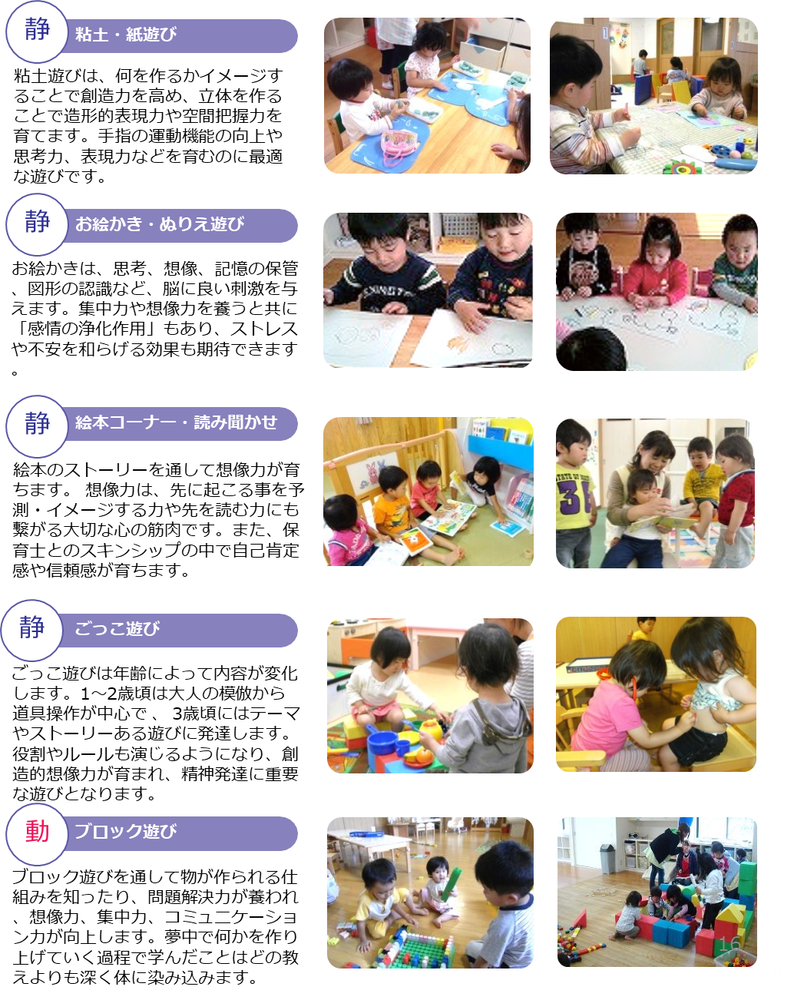 静
粘土・紙遊び
粘土遊びは、何を作るかイメージす
ることで創造力を高め、立体を作る
ことで造形的表現力や空間把握力を
育てます。手指の運動機能の向上や
思考力、表現力などを育むのに最適
な遊びです。
静
お絵かき・ぬりえ遊び
お絵かきは、思考、想像、記憶の保管
、図形の認識など、脳に良い刺激を与
えます。集中力や想像力を養うと共に
「感情の浄化作用」もあり、ストレス
や不安を和らげる効果も期待できます
。
静
絵本コーナー・読み聞かせ
絵本のストーリーを通して想像力が育
ちます。 想像力は、先に起こる事を予
測・イメージする力や先を読む力にも
繋がる大切な心の筋肉です。また、保
育士とのスキンシップの中で自己肯定
感や信頼感が育ちます。
静
ごっこ遊び
ごっこ遊びは年齢によって内容が変化
します。1～2歳頃は大人の模倣から
道具操作が中心で 、 3歳頃にはテーマ
やストーリーある遊びに発達します。
役割やルールも演じるようになり、創
造的想像力が育まれ、精神発達に重要
な遊びとなります。
動
ブロック遊び
ブロック遊びを通して物が作られる仕
組みを知ったり、問題解決力が養われ
、想像力、集中力、コミュニケーショ
ン力が向上します。夢中で何かを作り
上げていく過程で学んだことはどの教
えよりも深く体に染み込みます。
16